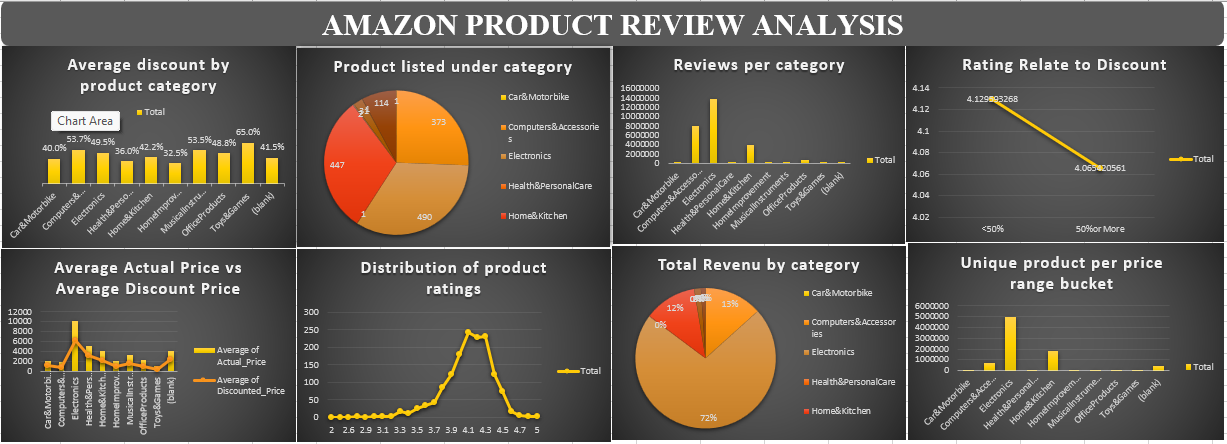 AMAZON PRODUCT REVIEW ANALYSIS
Average discount by
product category
Chart Area
Total
40.0%
53.7%
49.5%
36.0%
42.2%
32.5%
53.5%
48.8%
65.0%
41.5%
Car&Motorbike
Computers&...
Electronics
Health&Perso...
Home&Kitchen
HomeImprov...
MusicalInstru...
OfficeProducts
Toys&Games
(blank)
Product listed under category
373
490
1
447
2
31
114
1
Car&Motorbike
Computers&Accessorie
s
Electronics
Health&PersonalCare
Home&Kitchen
Reviews per category
16000000
14000000
12000000
10000000
8000000
6000000
4000000
2000000
0
Car&Motorbike
Computers&Accesso...
Electronics
Health&PersonalCare
Home&Kitchen
HomeImprovement
MusicalInstruments
OfficeProducts
Toys&Games
(blank)
Total
Rating Relate to Discount
4.14
4.12
4.1
4.08
4.06
4.04
4.02
<50%
50%or More
Total
Average Actual Price vs
Average Discount Price
12000
10000
8000
6000
4000
2000
0
Car&Motorbi...
Computers&...
Electronics
Health&Pers...
Home&Kitch...
HomeImprov...
MusicalInstr...
OfficeProducts
Toys&Games
(blank)
Average of
Actual_Price
Average of
Discounted_Price
Distribution of product
ratings
300
250
200
150
100
50
0
2 2.6 2.9 3.1 3.3 3.5 3.7 3.9 4.1 4.3 4.5 4.7 5
Total
Total Revenu by category
13%
72%
0%
12%
Car&Motorbike
Computers&Accessor
ies
Electronics
Health&PersonalCare
Home&Kitchen
Unique product per price
range bucket
6000000
5000000
4000000
3000000
2000000
1000000
0
Car&Motorbike
Computers&Acce...
Electronics
Health&Personal...
Home&Kitchen
HomeImprovem...
MusicalInstrume...
OfficeProducts
Toys&Games
(blank)
Total